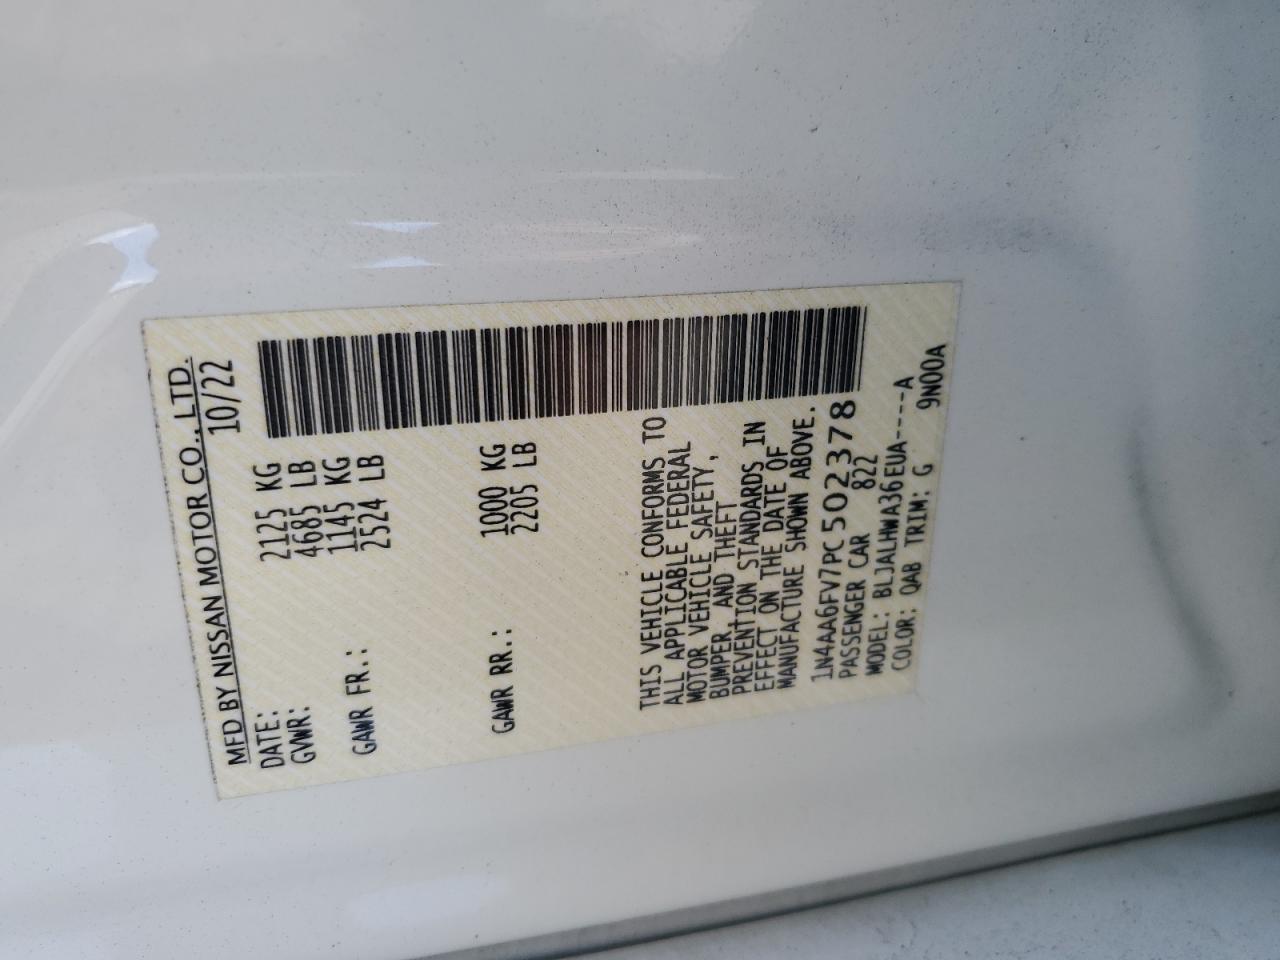 MFD BY NISSAN MOTOR CO., LTD.
DATE: 10/22
GVWR: 2125 KG
4685 LB
GAWR FR.: 1145 KG
2524 LB
GAWR RR.: 1000 KG
2205 LB
THIS VEHICLE CONFORMS TO
ALL APPLICABLE FEDERAL
MOTOR VEHICLE SAFETY,
BUMPER, AND THEFT
PREVENTION STANDARDS IN
EFFECT ON THE DATE OF
MANUFACTURE SHOWN ABOVE.
1N4AA6FV7PC502378
PASSENGER CAR 822
MODEL: BLJALHWA36EUA----A
COLOR: QAB TRIM: G 9N00A